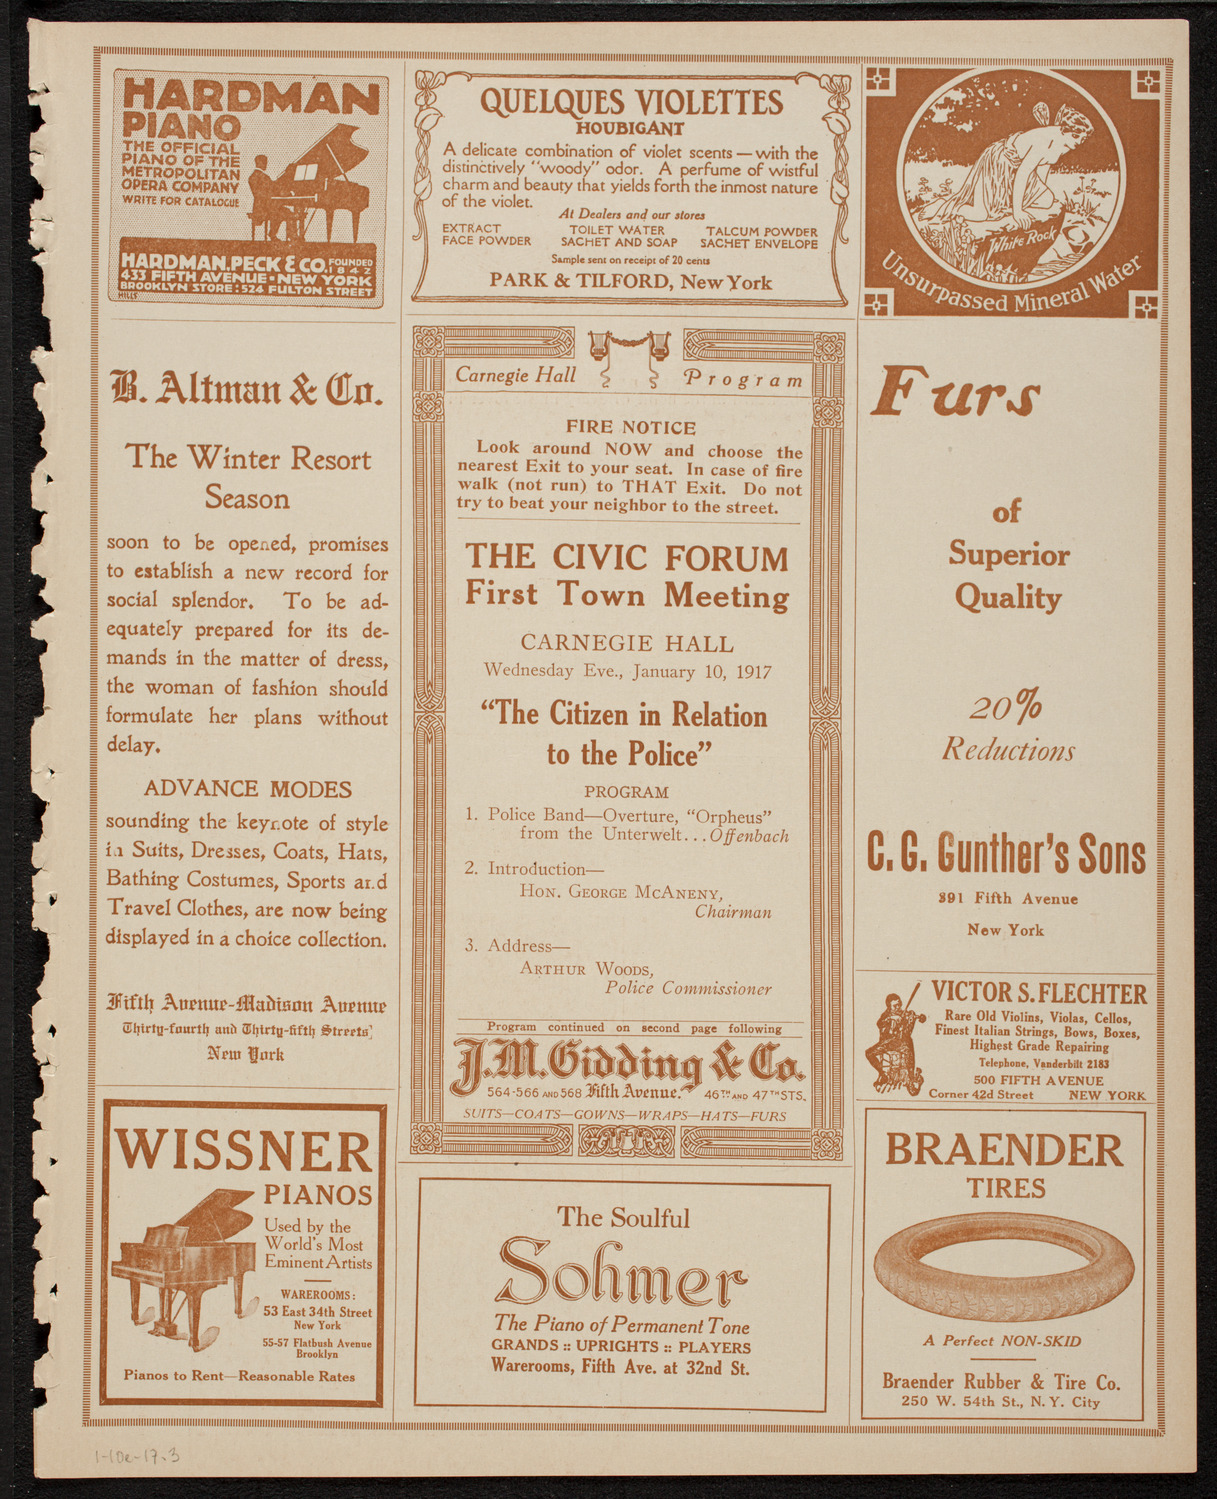 HARDMAN
PIANO
THE OFFICIAL
PIANO OF THE
METROPOLITAN
OPERA COMPANY
WRITE FOR CATALOGUE
HARDMAN, PECK & CO. FOUNDED
1842
433 FIFTH AVENUE • NEW YORK
BROOKLYN STORE: 524 FULTON STREET
HILLS
QUELQUES VIOLETTES
HOUBIGANT
A delicate combination of violet scents — with the
distinctively "woody" odor. A perfume of wistful
charm and beauty that yields forth the inmost nature
of the violet.
At Dealers and our stores
EXTRACT TOILET WATER TALCUM POWDER
FACE POWDER SACHET AND SOAP SACHET ENVELOPE
Sample sent on receipt of 20 cents
PARK & TILFORD, New York
White Rock
Unsurpassed Mineral Water
B. Altman & Co.
The Winter Resort
Season
soon to be opened, promises
to establish a new record for
social splendor. To be ad-
equately prepared for its de-
mands in the matter of dress,
the woman of fashion should
formulate her plans without
delay.
ADVANCE MODES
sounding the keynote of style
in Suits, Dresses, Coats, Hats,
Bathing Costumes, Sports and
Travel Clothes, are now being
displayed in a choice collection.
Fifth Avenue-Madison Avenue
Thirty-fourth and Thirty-fifth Streets
New York
WISSNER
PIANOS
Used by the
World's Most
Eminent Artists
WAREROOMS:
53 East 34th Street
New York
55-57 Flatbush Avenue
Brooklyn
Pianos to Rent—Reasonable Rates
Carnegie Hall Program
FIRE NOTICE
Look around NOW and choose the
nearest Exit to your seat. In case of fire
walk (not run) to THAT Exit. Do not
try to beat your neighbor to the street.
THE CIVIC FORUM
First Town Meeting
CARNEGIE HALL
Wednesday Eve., January 10, 1917
"The Citizen in Relation
to the Police"
PROGRAM
1. Police Band—Overture, "Orpheus"
from the Unterwelt...Offenbach
2. Introduction—
HON. GEORGE MCANENY,
Chairman
3. Address—
ARTHUR WOODS,
Police Commissioner
Program continued on second page following
J. M. Gidding & Co.
564-566 AND 568 Fifth Avenue. 46TH AND 47TH STS.
SUITS—COATS—GOWNS—WRAPS—HATS—FURS
The Soulful
Sohmer
The Piano of Permanent Tone
GRANDS :: UPRIGHTS :: PLAYERS
Warerooms, Fifth Ave. at 32nd St.
Furs
of
Superior
Quality
20%
Reductions
C. G. Gunther's Sons
391 Fifth Avenue
New York
VICTOR S. FLECHTER
Rare Old Violins, Violas, Cellos,
Finest Italian Strings, Bows, Boxes,
Highest Grade Repairing
Telephone, Vanderbilt 2183
500 FIFTH AVENUE
Corner 42d Street NEW YORK
BRAENDER
TIRES
A Perfect NON-SKID
Braender Rubber & Tire Co.
250 W. 54th St., N. Y. City
1-10e-17.3